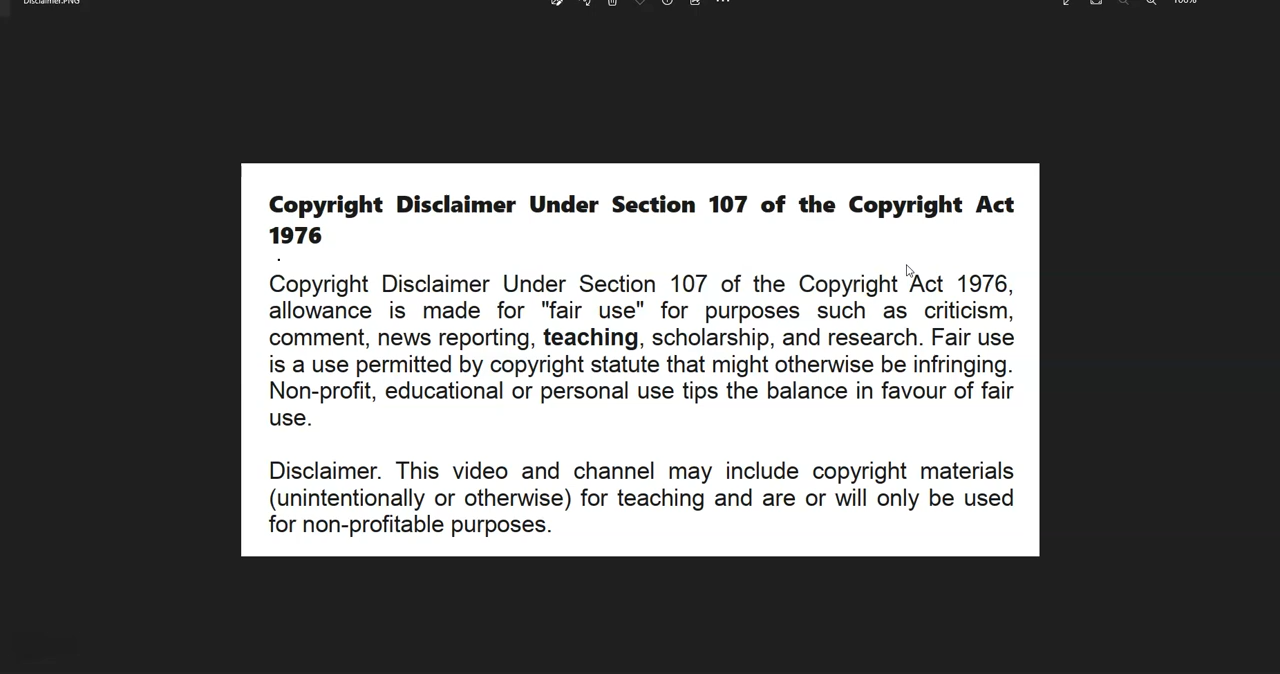 Disclaimer.PNG
100%
Copyright Disclaimer Under Section 107 of the Copyright Act
1976
.
Copyright Disclaimer Under Section 107 of the Copyright Act 1976,
allowance is made for "fair use" for purposes such as criticism,
comment, news reporting, teaching, scholarship, and research. Fair use
is a use permitted by copyright statute that might otherwise be infringing.
Non-profit, educational or personal use tips the balance in favour of fair
use.
Disclaimer. This video and channel may include copyright materials
(unintentionally or otherwise) for teaching and are or will only be used
for non-profitable purposes.